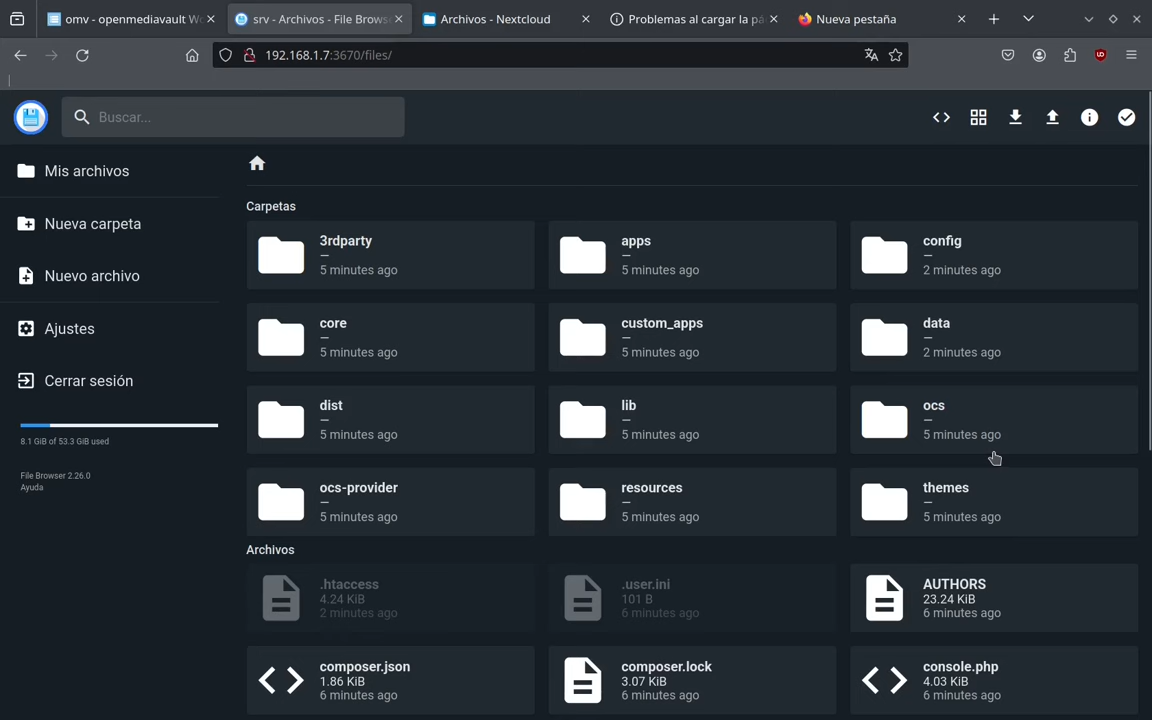 omv - openmediavault Wo
srv - Archivos - File Browse
Archivos - Nextcloud
Problemas al cargar la pá
Nueva pestaña
192.168.1.7:3670/files/
Buscar...
Mis archivos
Nueva carpeta
Nuevo archivo
Ajustes
Cerrar sesión
8.1 GiB of 53.3 GiB used
File Browser 2.26.0
Ayuda
Carpetas
3rdparty
—
5 minutes ago
apps
—
5 minutes ago
config
—
2 minutes ago
core
—
5 minutes ago
custom_apps
—
5 minutes ago
data
—
2 minutes ago
dist
—
5 minutes ago
lib
—
5 minutes ago
ocs
—
5 minutes ago
ocs-provider
—
5 minutes ago
resources
—
5 minutes ago
themes
—
5 minutes ago
Archivos
.htaccess
4.24 KiB
2 minutes ago
.user.ini
101 B
6 minutes ago
AUTHORS
23.24 KiB
6 minutes ago
composer.json
1.86 KiB
6 minutes ago
composer.lock
3.07 KiB
6 minutes ago
console.php
4.03 KiB
6 minutes ago